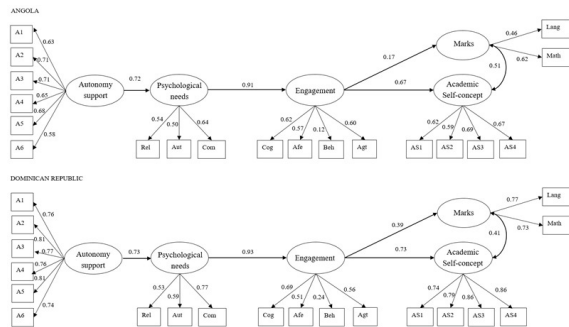 ANGOLA
A1
A2
A3
A4
A5
A6
0.63
0.71
0.71
0.65
0.68
0.58
Autonomy
support
0.72
Psychological
needs
0.54
0.50
0.64
Rel
Aut
Com
0.91
Engagement
0.62
0.57
0.12
0.60
Cog
Afe
Beh
Agt
0.17
0.67
Marks
0.46
0.62
Lang
Math
0.51
Academic
Self-concept
0.62
0.59
0.69
0.67
AS1
AS2
AS3
AS4
DOMINICAN REPUBLIC
A1
A2
A3
A4
A5
A6
0.76
0.81
0.77
0.76
0.81
0.74
Autonomy
support
0.73
Psychological
needs
0.53
0.59
0.77
Rel
Aut
Com
0.93
Engagement
0.69
0.51
0.24
0.56
Cog
Afe
Beh
Agt
0.39
0.73
Marks
0.77
0.73
Lang
Math
0.41
Academic
Self-concept
0.74
0.79
0.86
0.86
AS1
AS2
AS3
AS4